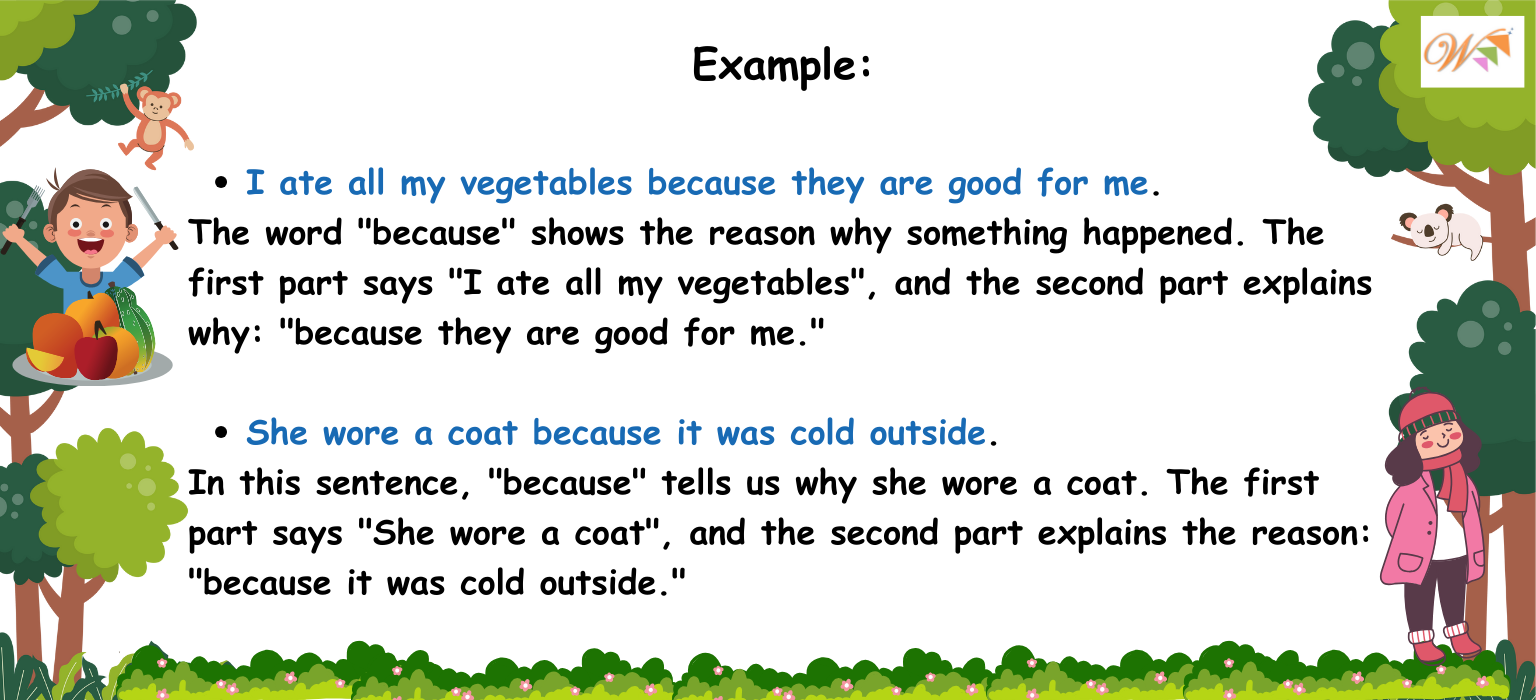 Example:
• I ate all my vegetables because they are good for me.
The word "because" shows the reason why something happened. The
first part says "I ate all my vegetables", and the second part explains
why: "because they are good for me."
• She wore a coat because it was cold outside.
In this sentence, "because" tells us why she wore a coat. The first
part says "She wore a coat", and the second part explains the reason:
"because it was cold outside."